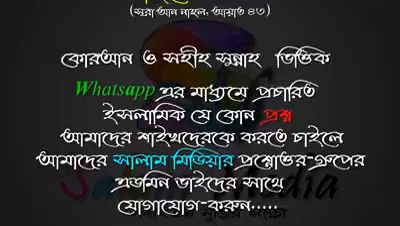 (সূরা আন নাহল, আয়াত ৪৩)
কোরআন ও সহীহ সুন্নাহ ভিত্তিক
Whatsapp এর মাধ্যমে প্রচারিত
ইসলামিক যে কোন প্রশ্ন
আমাদের শাইখদেরকে করতে চাইলে
আমাদের সালাম মিডিয়ার প্রশ্নোত্তর-গ্রুপের
এডমিন ভাইদের সাথে
যোগাযোগ-করুন.....